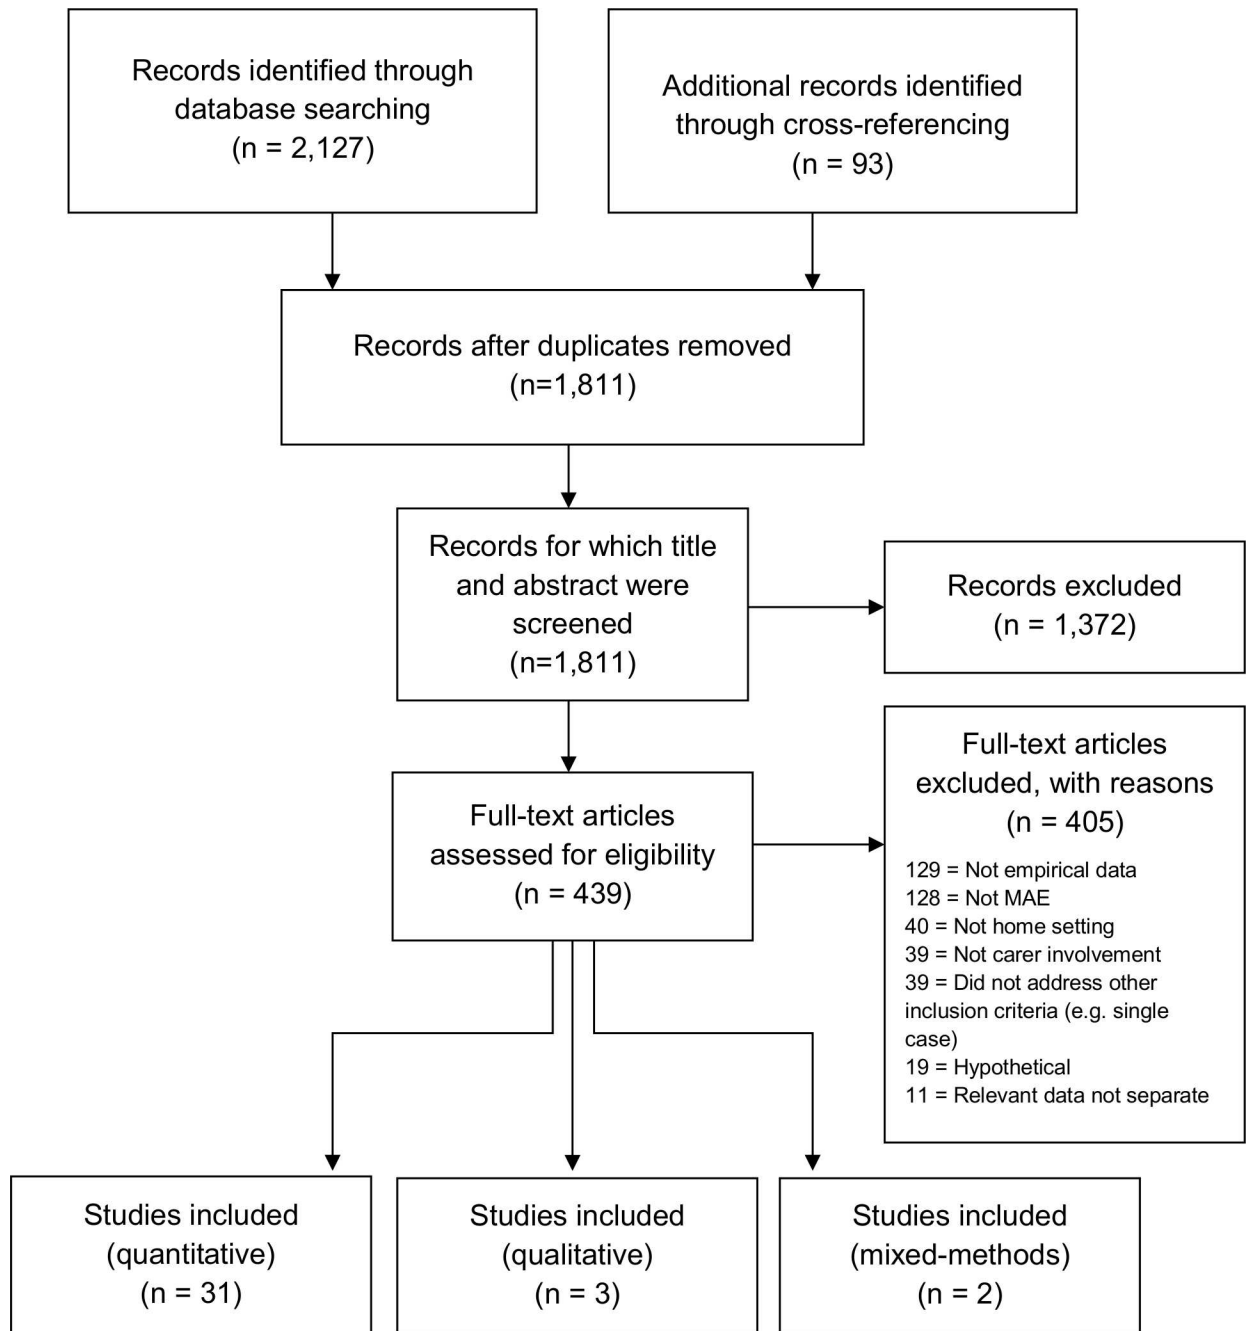 Records identified through
database searching
(n = 2,127)
Additional records identified
through cross-referencing
(n = 93)
Records after duplicates removed
(n=1,811)
Records for which title
and abstract were
screened
(n=1,811)
Records excluded
(n = 1,372)
Full-text articles
assessed for eligibility
(n = 439)
Full-text articles
excluded, with reasons
(n = 405)
129 = Not empirical data
128 = Not MAE
40 = Not home setting
39 = Not carer involvement
39 = Did not address other
inclusion criteria (e.g. single
case)
19 = Hypothetical
11 = Relevant data not separate
Studies included
(quantitative)
(n = 31)
Studies included
(qualitative)
(n = 3)
Studies included
(mixed-methods)
(n = 2)